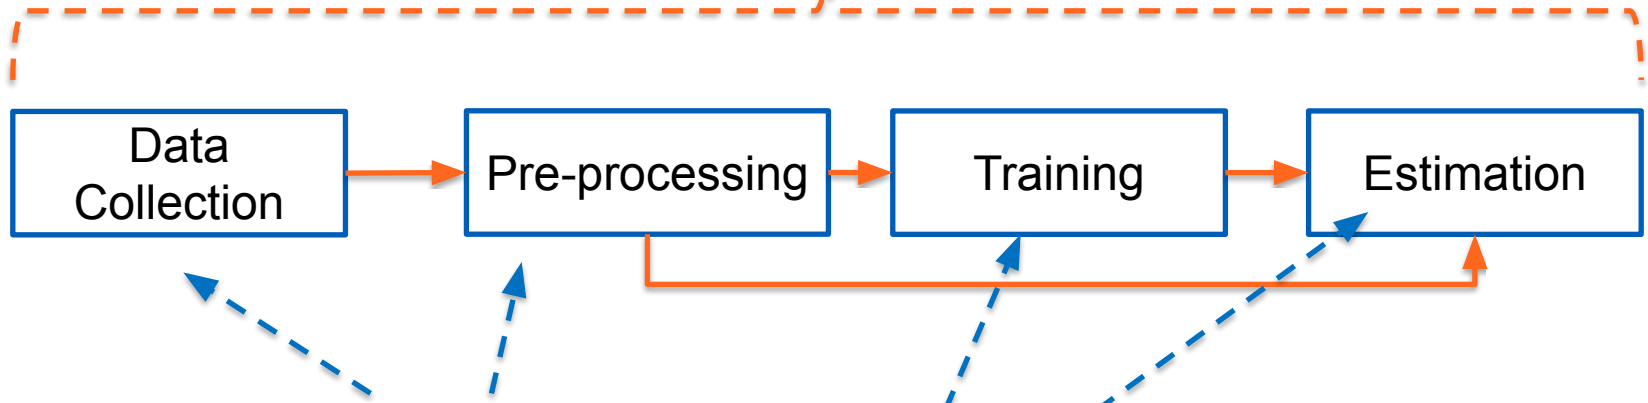 Data
Collection
Pre-processing
Training
Estimation